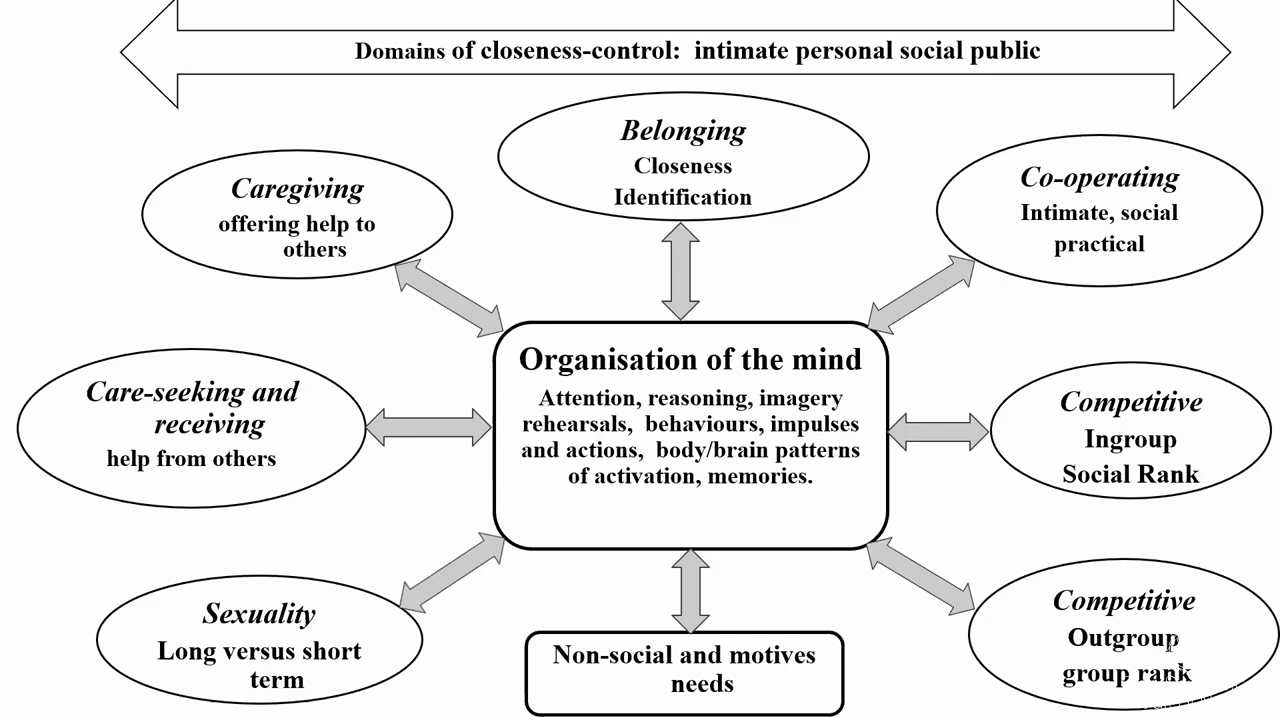 Domains of closeness-control: intimate personal social public
Belonging
Closeness
Identification
Caregiving
offering help to
others
Co-operating
Intimate, social
practical
Organisation of the mind
Attention, reasoning, imagery
rehearsals, behaviours, impulses
and actions, body/brain patterns
of activation, memories.
Care-seeking and
receiving
help from others
Competitive
Ingroup
Social Rank
Sexuality
Long versus short
term
Non-social and motives
needs
Competitive
Outgroup
group rank